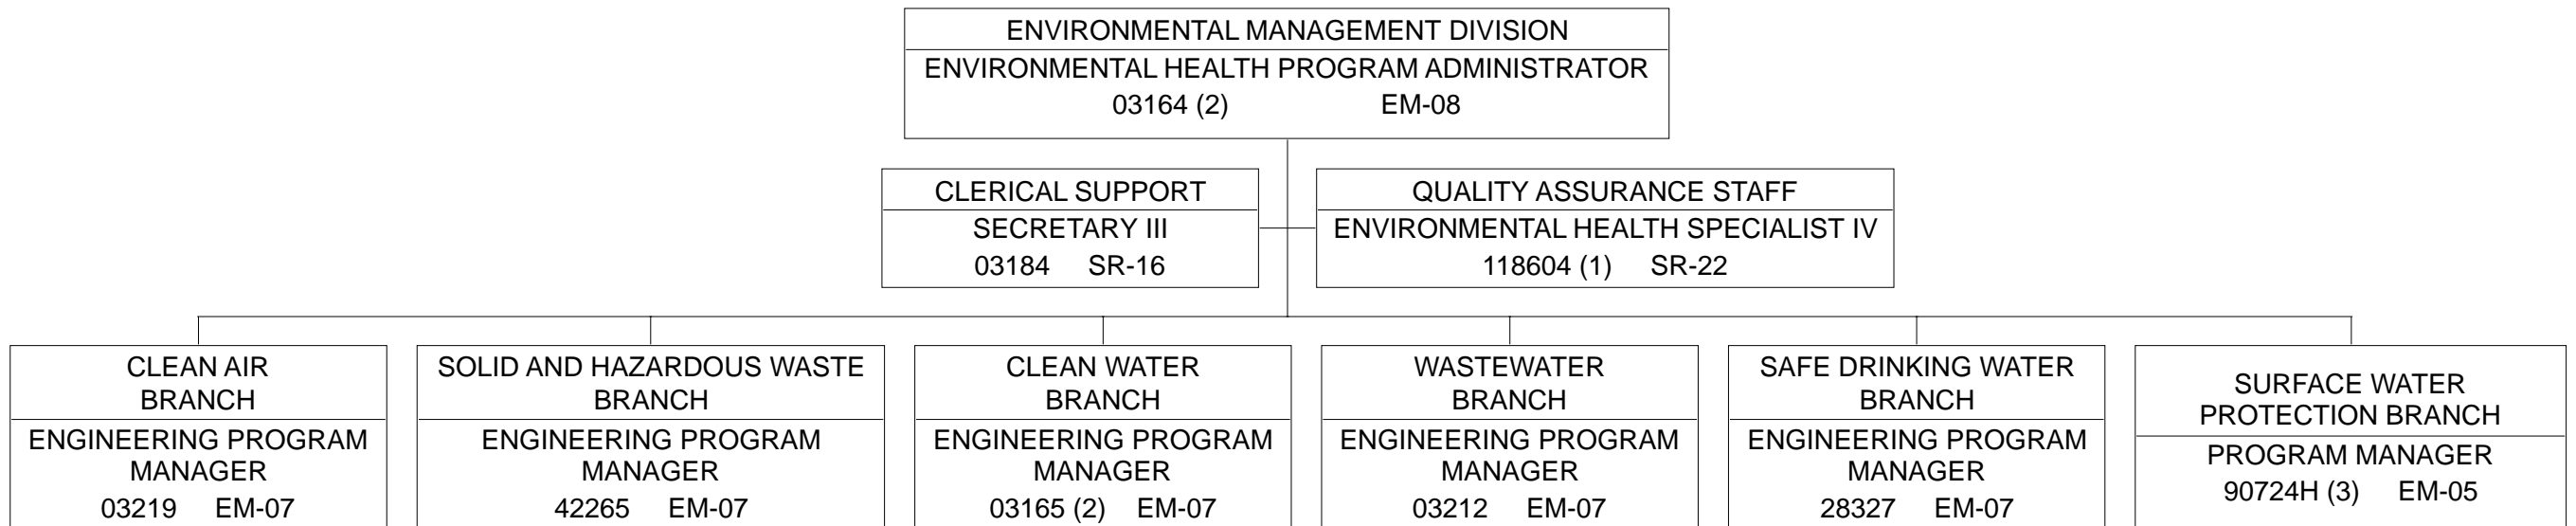 ENVIRONMENTAL MANAGEMENT DIVISION
ENVIRONMENTAL HEALTH PROGRAM ADMINISTRATOR
03164 (2) EM-08
CLERICAL SUPPORT
SECRETARY III
03184 SR-16
QUALITY ASSURANCE STAFF
ENVIRONMENTAL HEALTH SPECIALIST IV
118604 (1) SR-22
CLEAN AIR
BRANCH
ENGINEERING PROGRAM
MANAGER
03219 EM-07
SOLID AND HAZARDOUS WASTE
BRANCH
ENGINEERING PROGRAM
MANAGER
42265 EM-07
CLEAN WATER
BRANCH
ENGINEERING PROGRAM
MANAGER
03165 (2) EM-07
WASTEWATER
BRANCH
ENGINEERING PROGRAM
MANAGER
03212 EM-07
SAFE DRINKING WATER
BRANCH
ENGINEERING PROGRAM
MANAGER
28327 EM-07
SURFACE WATER
PROTECTION BRANCH
PROGRAM MANAGER
90724H (3) EM-05